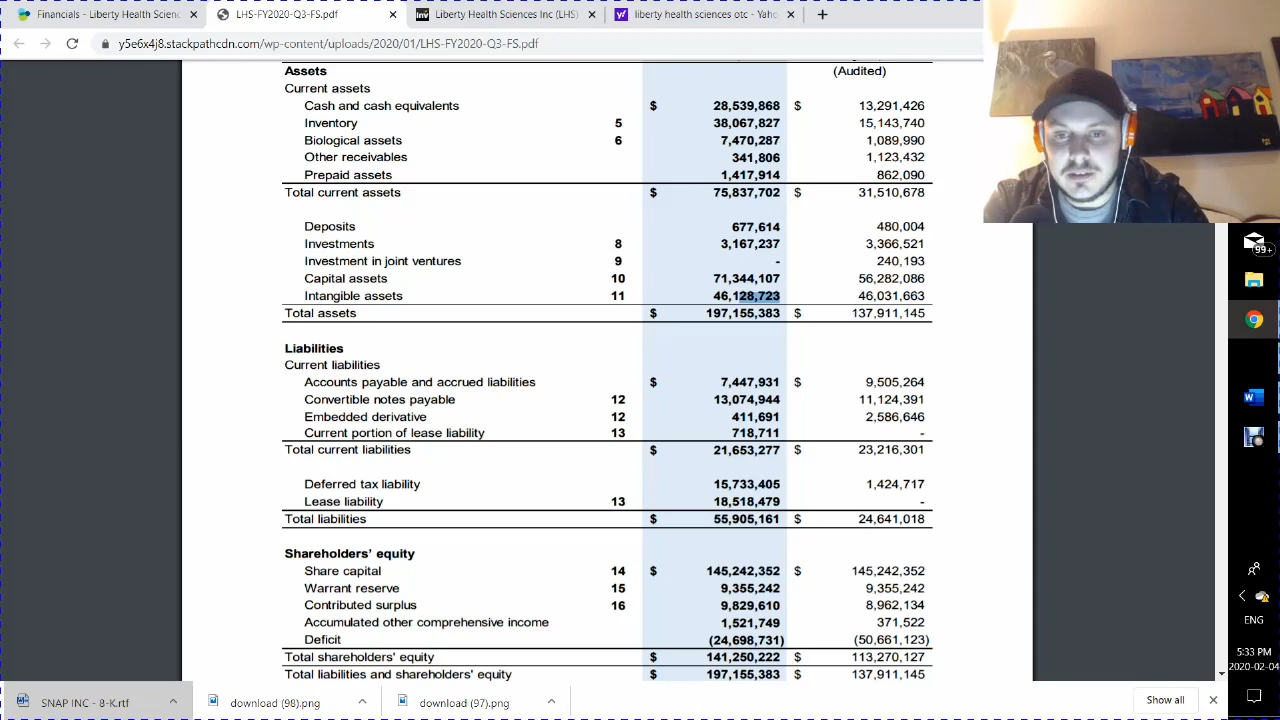 Financials - Liberty Health Scienc
LHS-FY2020-Q3-FS.pdf
Liberty Health Sciences Inc (LHS)
liberty health sciences otc - Yaho
y5e6x4j8.stackpathcdn.com/wp-content/uploads/2020/01/LHS-FY2020-Q3-FS.pdf
Assets (Audited)
Current assets
Cash and cash equivalents $ 28,539,868 $ 13,291,426
Inventory 5 38,067,827 15,143,740
Biological assets 6 7,470,287 1,089,990
Other receivables 341,806 1,123,432
Prepaid assets 1,417,914 862,090
Total current assets $ 75,837,702 $ 31,510,678
Deposits 677,614 480,004
Investments 8 3,167,237 3,366,521
Investment in joint ventures 9 - 240,193
Capital assets 10 71,344,107 56,282,086
Intangible assets 11 46,128,723 46,031,663
Total assets $ 197,155,383 $ 137,911,145
Liabilities
Current liabilities
Accounts payable and accrued liabilities $ 7,447,931 $ 9,505,264
Convertible notes payable 12 13,074,944 11,124,391
Embedded derivative 12 411,691 2,586,646
Current portion of lease liability 13 718,711 -
Total current liabilities $ 21,653,277 $ 23,216,301
Deferred tax liability 15,733,405 1,424,717
Lease liability 13 18,518,479 -
Total liabilities $ 55,905,161 $ 24,641,018
Shareholders' equity
Share capital 14 $ 145,242,352 $ 145,242,352
Warrant reserve 15 9,355,242 9,355,242
Contributed surplus 16 9,829,610 8,962,134
Accumulated other comprehensive income 1,521,749 371,522
Deficit (24,698,731) (50,661,123)
Total shareholders' equity $ 141,250,222 $ 113,270,127
Total liabilities and shareholders' equity $ 197,155,383 $ 137,911,145
99+
ENG
5:33 PM
2020-02-04
SNAP INC - 8-K.rtf
download (98).png
download (97).png
Show all